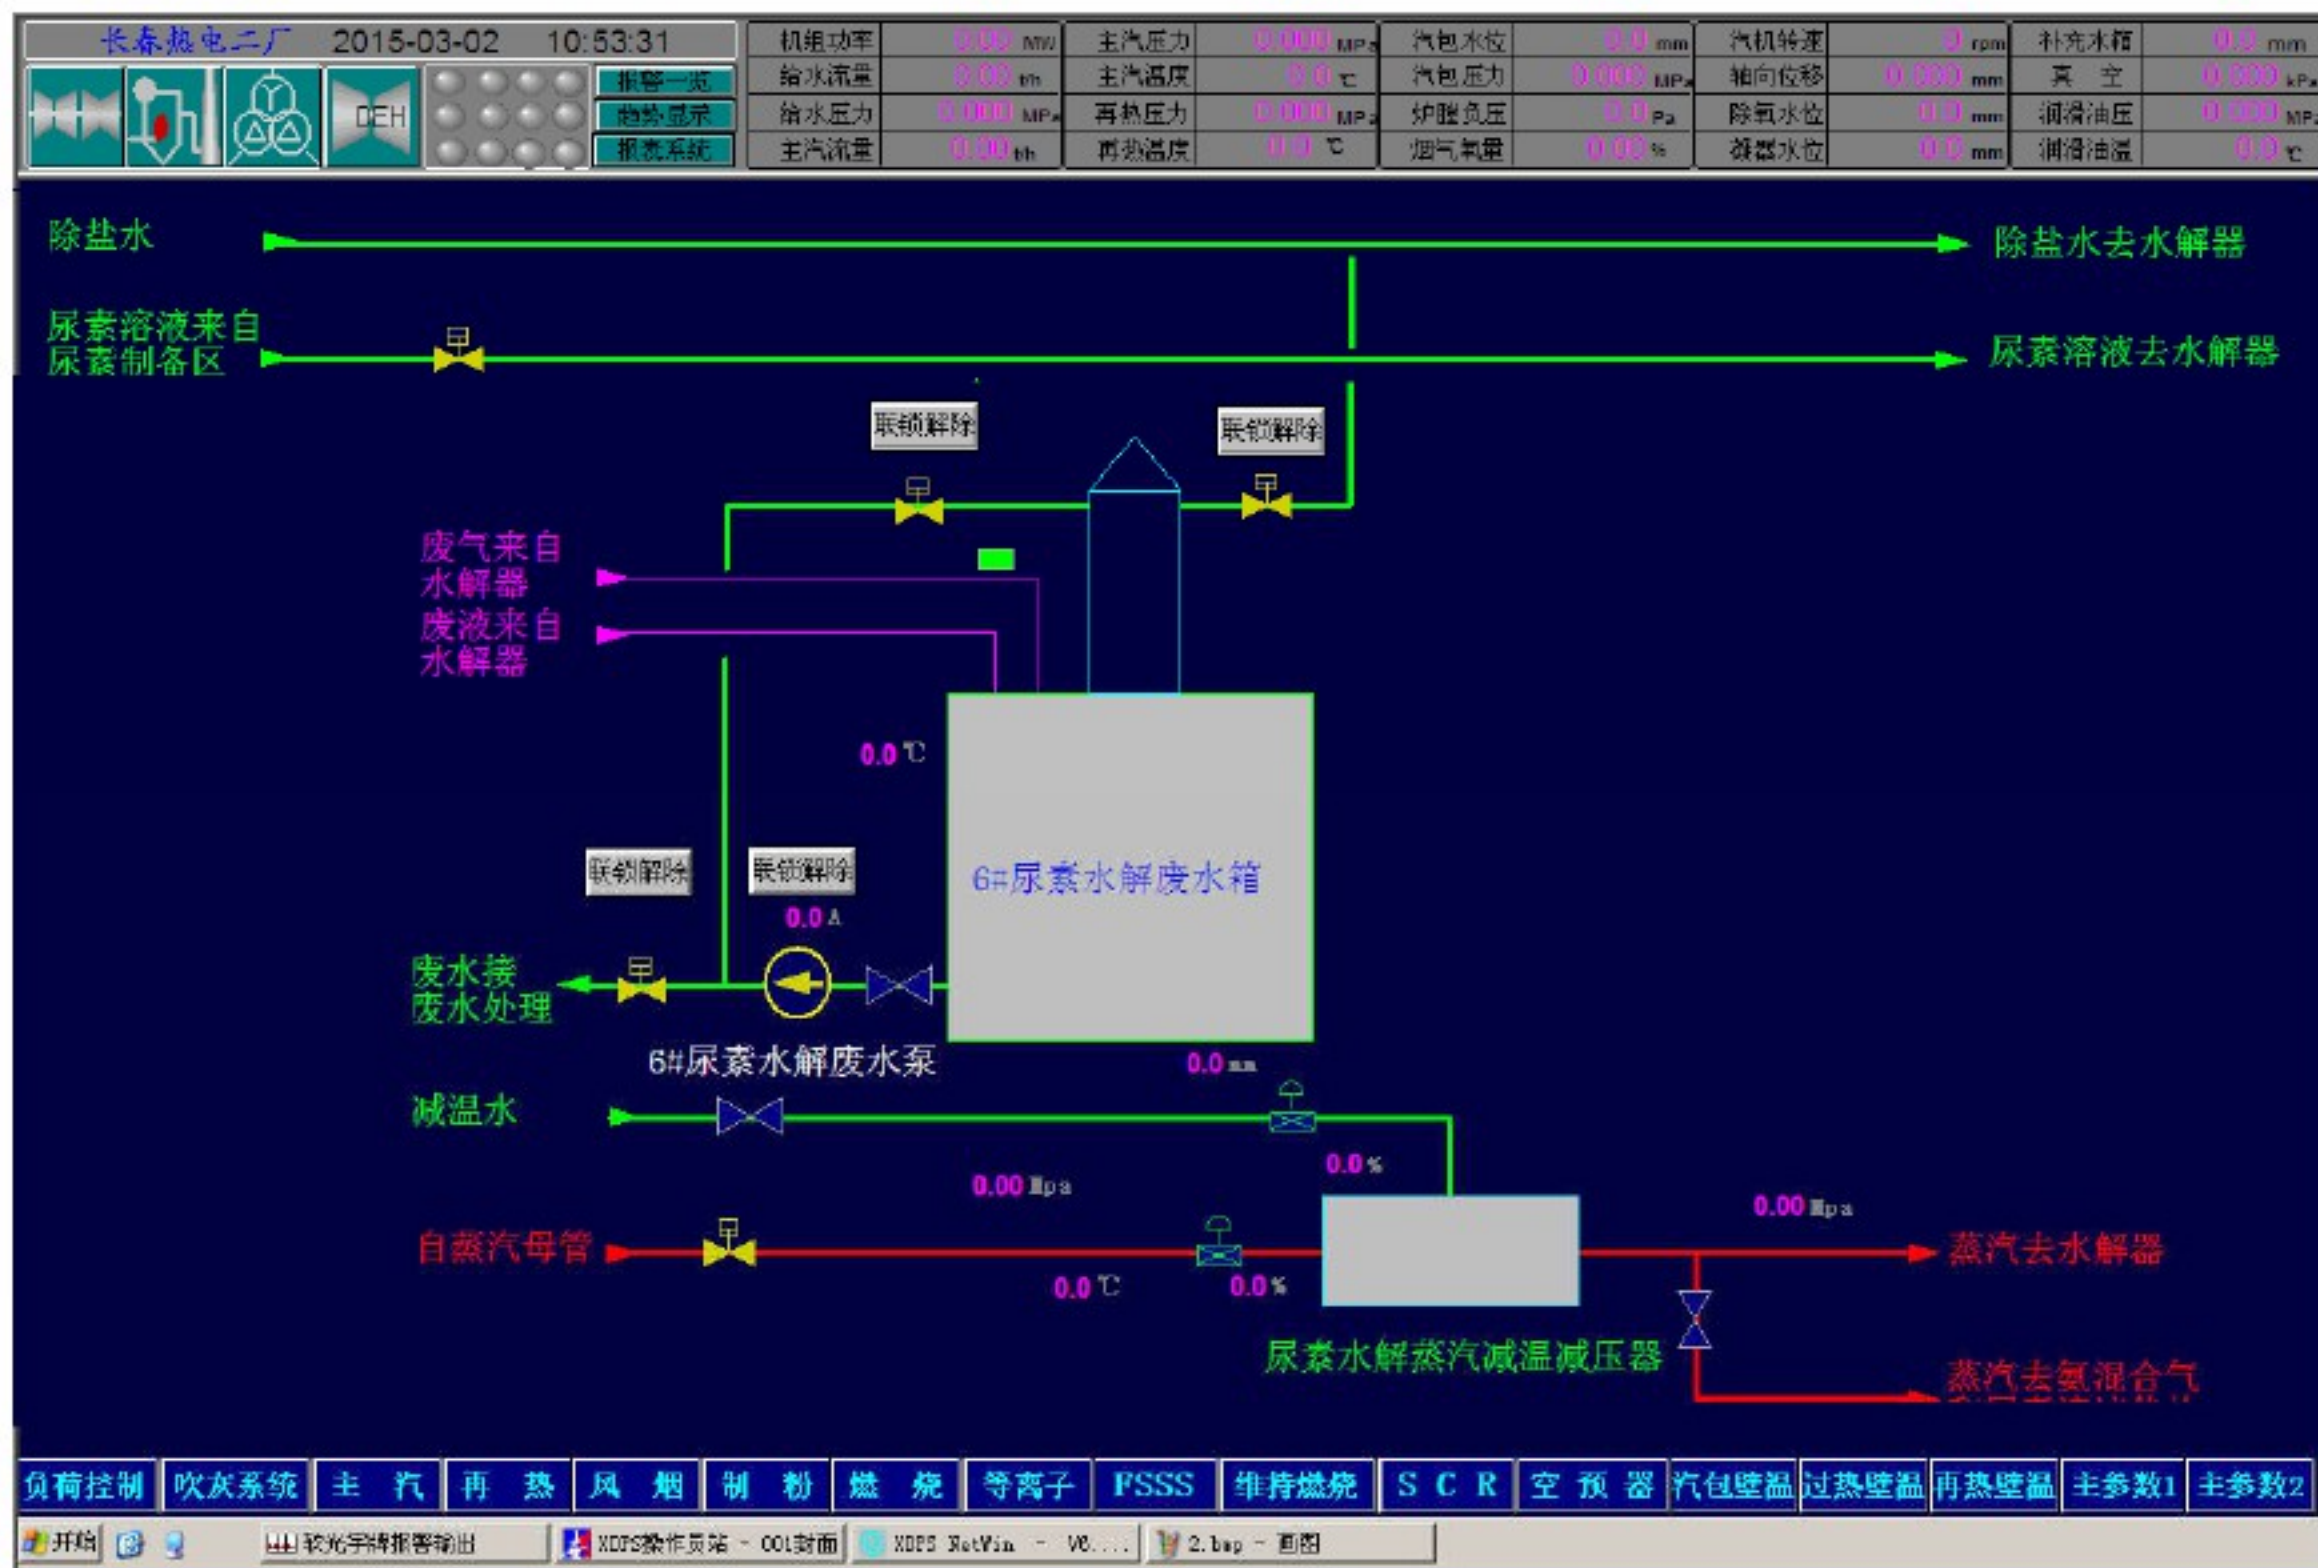 长春热电二厂 2015-03-02 10:53:31
机组功率 0.00 MW 主汽压力 0.000 MPa 汽包水位 0.0 mm 汽机转速 0 rpm 补充水箱 0.0 mm
报警一览
给水流量 0.00 t/h 主汽温度 0.0 ℃ 汽包压力 0.000 MPa 轴向位移 0.000 mm 真 空 0.000 kPa
DEH
趋势显示
给水压力 0.000 MPa 再热压力 0.000 MPa 炉膛负压 0.0 Pa 除氧水位 0.0 mm 润滑油压 0.000 MPa
报表系统
主汽流量 0.00 t/h 再热温度 0.0 ℃ 烟气氧量 0.00 % 凝器水位 0.0 mm 润滑油温 0.0 ℃
除盐水
除盐水去水解器
尿素溶液来自
尿素制备区
尿素溶液去水解器
联锁解除
联锁解除
废气来自
水解器
废液来自
水解器
0.0 ℃
联锁解除
联锁解除
6#尿素水解废水箱
0.0 A
废水接
废水处理
6#尿素水解废水泵
0.0 mm
减温水
0.0 %
0.00 Mpa
0.00 Mpa
自蒸汽母管
蒸汽去水解器
0.0 ℃
0.0 %
尿素水解蒸汽减温减压器
蒸汽去氨混合气
负荷控制 吹灰系统 主 汽 再 热 风 烟 制 粉 燃 烧 等离子 FSSS 维持燃烧 S C R 空 预 器 汽包壁温 过热壁温 再热壁温 主参数1 主参数2
开始 软光字牌报警输出 XDPS操作员站 - 001封面 XDPS NetWin - V6.... 2.bmp - 画图